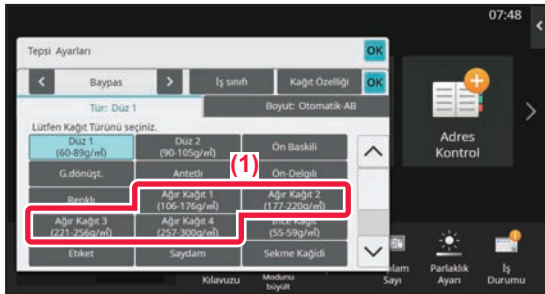 07:48
Tepsi Ayarları
OK
Baypas
İş sınıfı
Kağıt Özelliği
OK
Tür: Düz 1
Boyut: Otomatik-AB
Lütfen Kağıt Türünü seçiniz.
Düz 1
(60-89g/㎡)
Düz 2
(90-105g/㎡)
Ön Baskili
G.dönüşt.
Antetli
(1)
Ön-Delgili
Renkli
Ağır Kağıt 1
(106-176g/㎡)
Ağır Kağıt 2
(177-220g/㎡)
Ağır Kağıt 3
(221-256g/㎡)
Ağır Kağıt 4
(257-300g/㎡)
İnce Kağıt
(55-59g/㎡)
Etiket
Saydam
Sekme Kağidi
Adres
Kontrol
Kılavuzu
Modunu
büyült
Sayı
Parlaklık
Ayarı
İş
Durumu